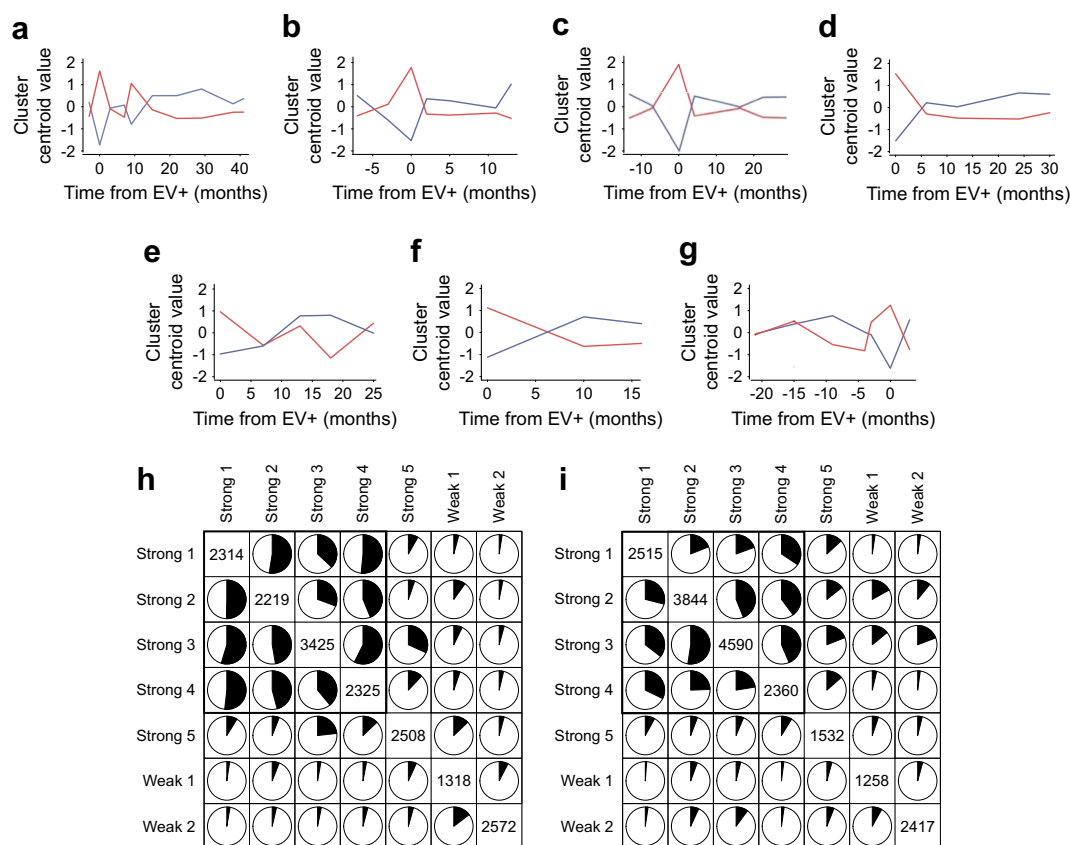 a
b
c
d
Cluster centroid value
2
1
0
-1
-2
0 10 20 30 40
Time from EV+ (months)
Cluster centroid value
2
1
0
-1
-2
-5 0 5 10
Time from EV+ (months)
Cluster centroid value
2
1
0
-1
-2
-10 0 10 20
Time from EV+ (months)
Cluster centroid value
2
1
0
-1
-2
0 5 10 15 20 25 30
Time from EV+ (months)
e
f
g
Cluster centroid value
2
1
0
-1
-2
0 5 10 15 20 25
Time from EV+ (months)
Cluster centroid value
2
1
0
-1
-2
0 5 10 15
Time from EV+ (months)
Cluster centroid value
2
1
0
-1
-2
-20 -15 -10 -5 0
Time from EV+ (months)
h
Strong 1 Strong 2 Strong 3 Strong 4 Strong 5 Weak 1 Weak 2
Strong 1 2314
Strong 2 2219
Strong 3 3425
Strong 4 2325
Strong 5 2508
Weak 1 1318
Weak 2 2572
i
Strong 1 Strong 2 Strong 3 Strong 4 Strong 5 Weak 1 Weak 2
Strong 1 2515
Strong 2 3844
Strong 3 4590
Strong 4 2360
Strong 5 1532
Weak 1 1258
Weak 2 2417